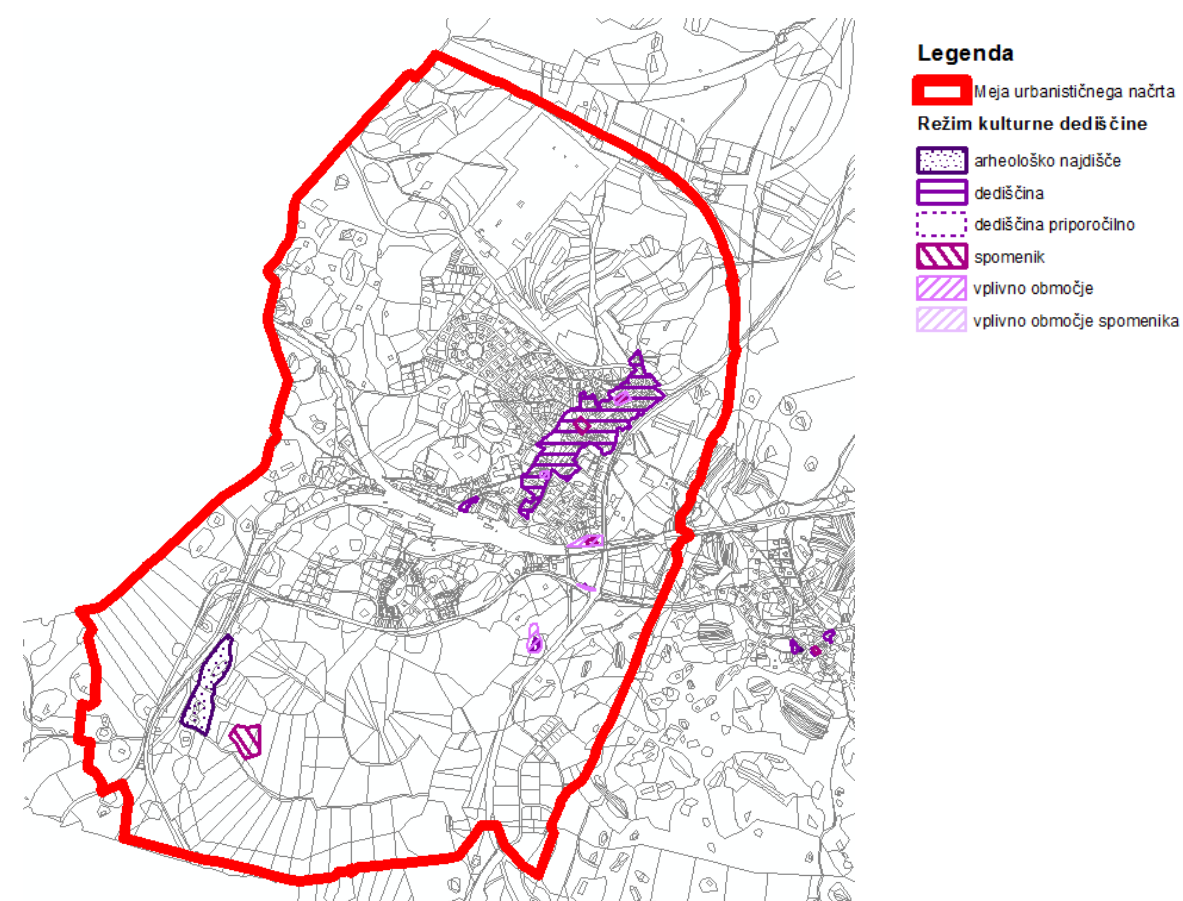 Legenda
Meja urbanističnega načrta
Režim kulturne dediščine
arheološko najdišče
dediščina
dediščina priporočilno
spomenik
vplivno območje
vplivno območje spomenika